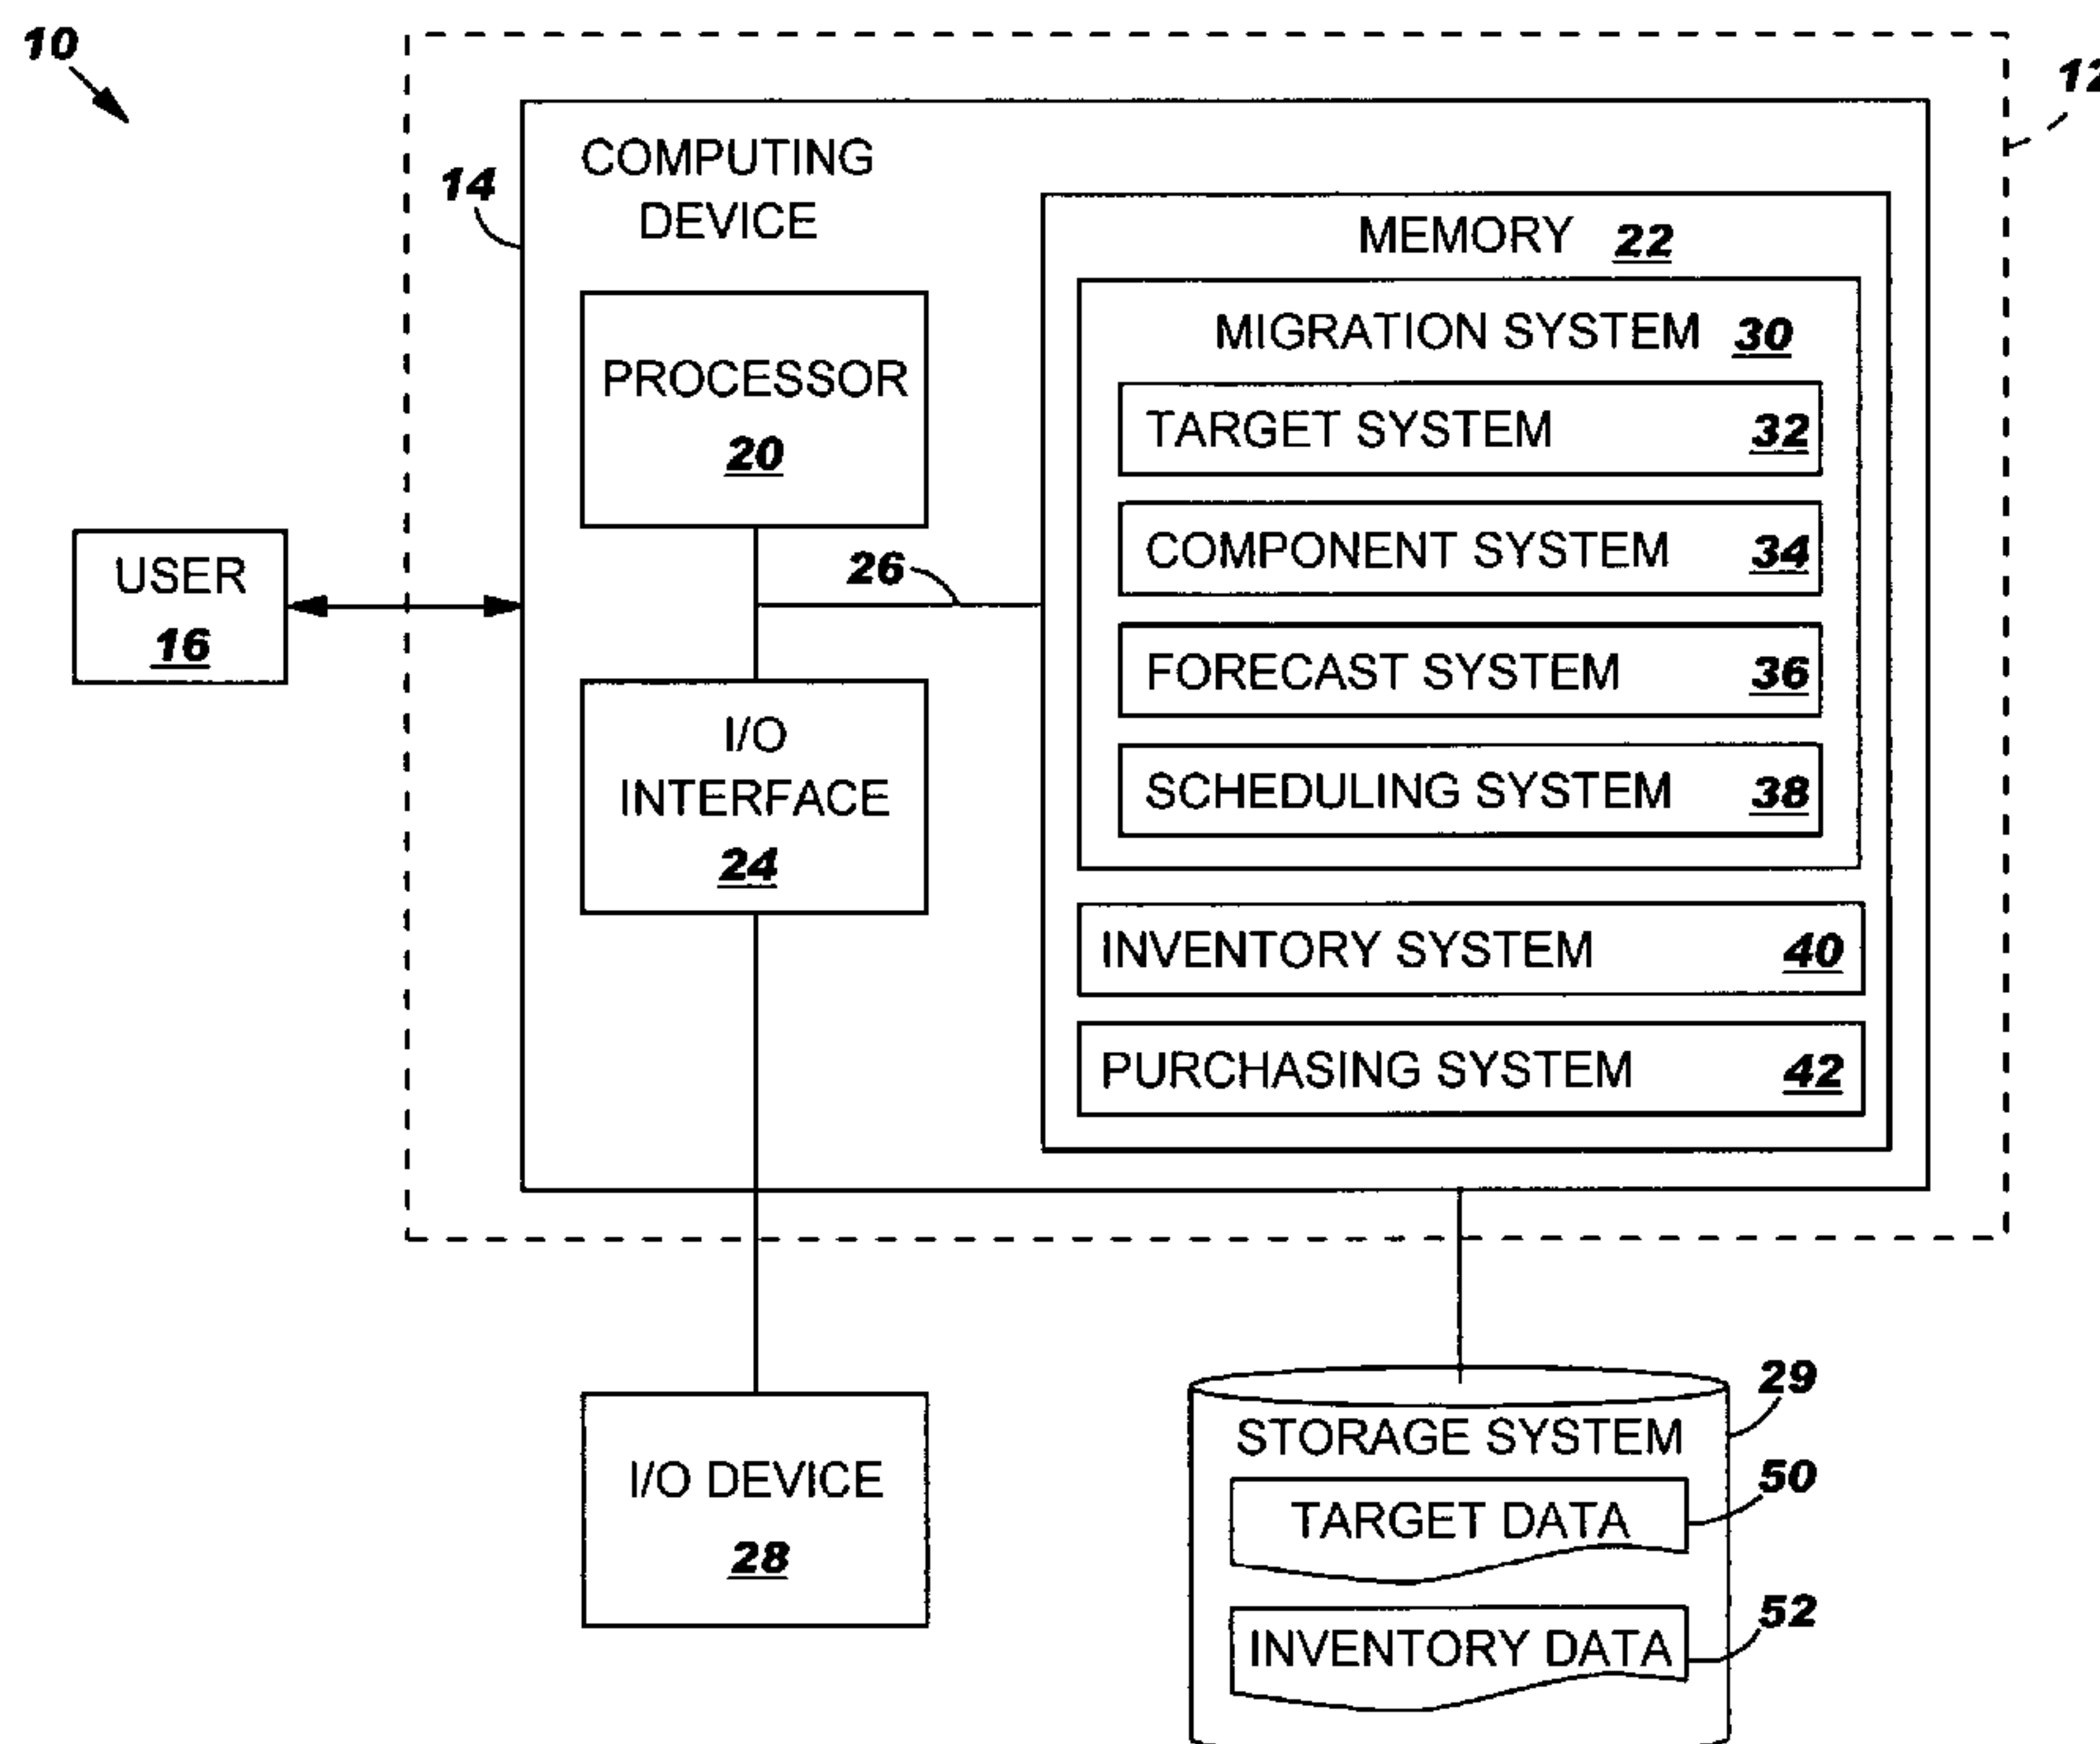 10
12
COMPUTING
DEVICE
14
MEMORY 22
MIGRATION SYSTEM 30
PROCESSOR
20
TARGET SYSTEM 32
COMPONENT SYSTEM 34
26
USER
16
FORECAST SYSTEM 36
I/O
INTERFACE
24
SCHEDULING SYSTEM 38
INVENTORY SYSTEM 40
PURCHASING SYSTEM 42
29
STORAGE SYSTEM
I/O DEVICE
28
50
TARGET DATA
52
INVENTORY DATA